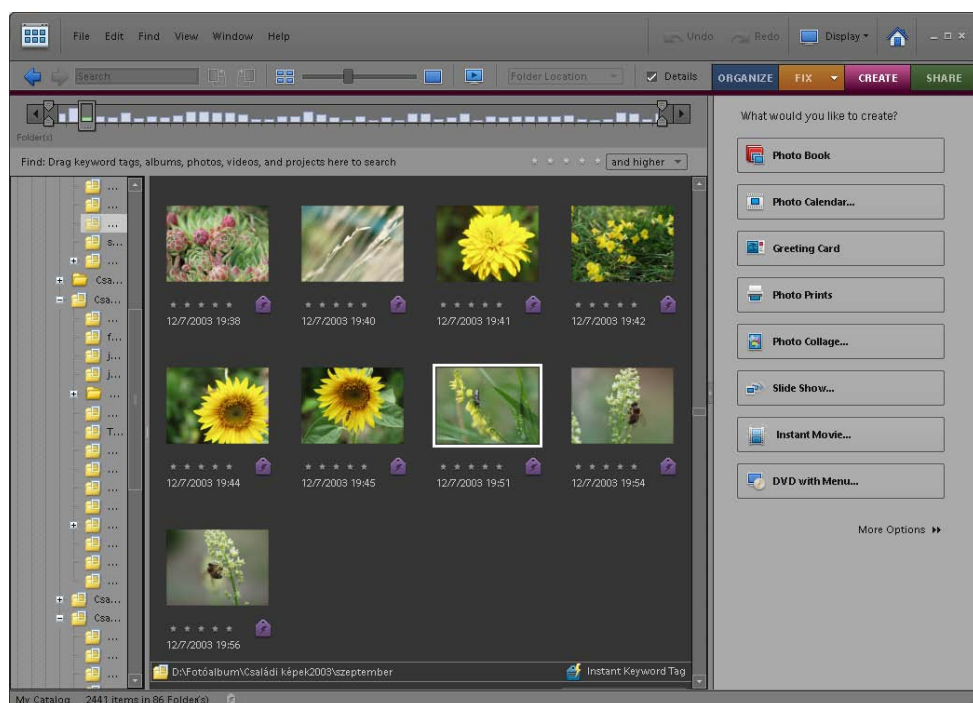 File Edit Find View Window Help Undo Redo Display
Search Folder Location Details ORGANIZE FIX CREATE SHARE
Folder(s)
Find: Drag keyword tags, albums, photos, videos, and projects here to search and higher
...
...
...
s...
...
Csa...
Csa...
...
f...
j...
j...
...
...
T...
...
...
...
...
...
...
...
...
Csa...
Csa...
...
...
...
12/7/2003 19:38 12/7/2003 19:40 12/7/2003 19:41 12/7/2003 19:42
12/7/2003 19:44 12/7/2003 19:45 12/7/2003 19:51 12/7/2003 19:54
12/7/2003 19:56
D:\Fotóalbum\Családi képek2003\szeptember Instant Keyword Tag
What would you like to create?
Photo Book
Photo Calendar...
Greeting Card
Photo Prints
Photo Collage...
Slide Show...
Instant Movie...
DVD with Menu...
More Options
My Catalog 2441 items in 86 Folder(s)